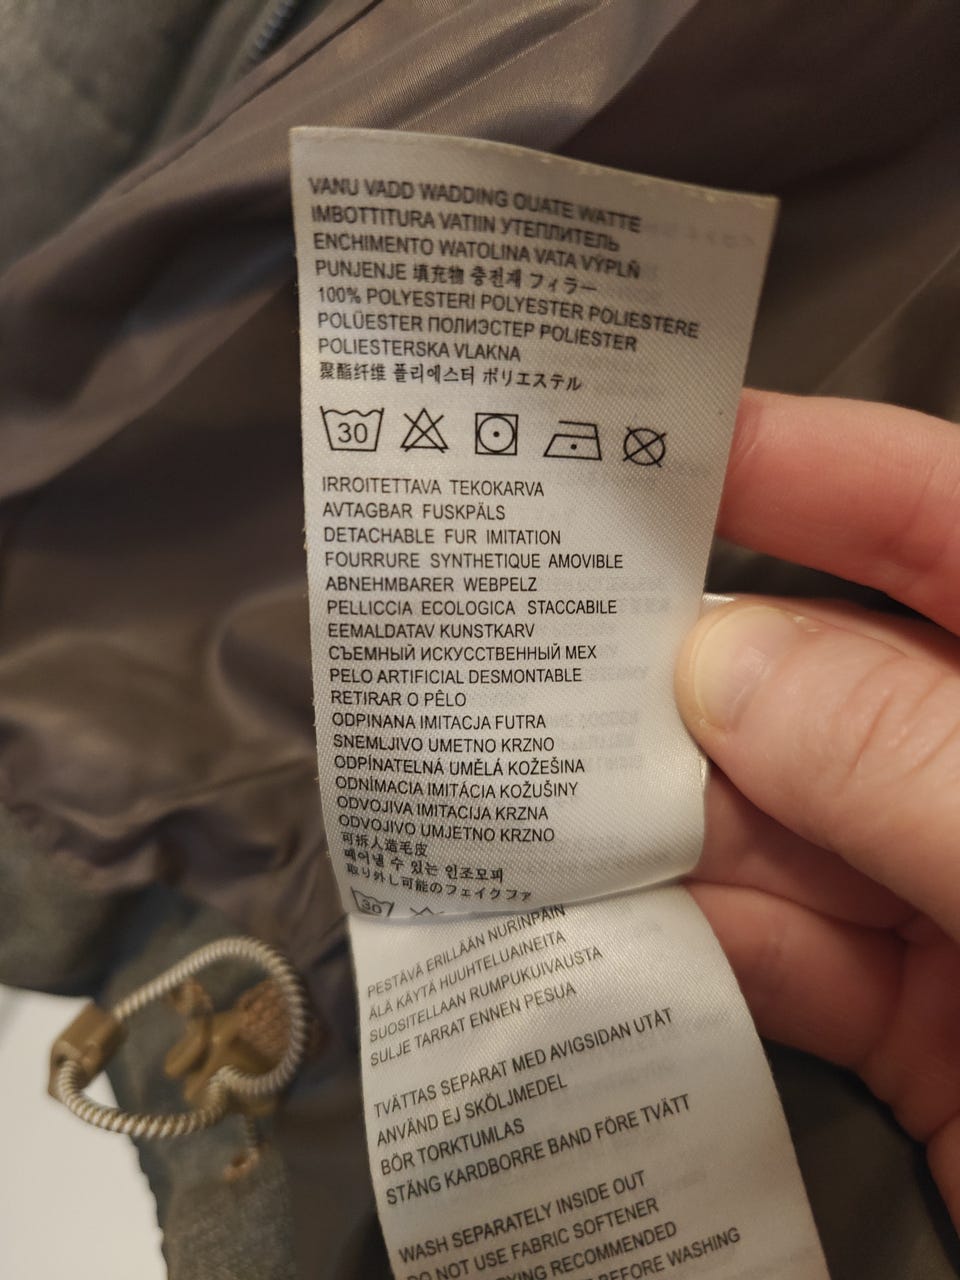 VANU VADD WADDING OUATE WATTE
IMBOTTITURA VATIIN УТЕПЛИТЕЛЬ
ENCHIMENTO WATOLINA VATA VÝPLŇ
PUNJENJE 填充物 충전재 フィラー
100% POLYESTERI POLYESTER POLIESTERE
POLÜESTER ПОЛИЭСТЕР POLIESTER
POLIESTERSKA VLAKNA
聚酯纤维 폴리에스터 ポリエステル
30
IRROITETTAVA TEKOKARVA
AVTAGBAR FUSKPÄLS
DETACHABLE FUR IMITATION
FOURRURE SYNTHETIQUE AMOVIBLE
ABNEHMBARER WEBPELZ
PELLICCIA ECOLOGICA STACCABILE
EEMALDATAV KUNSTKARV
СЪЕМНЫЙ ИСКУССТВЕННЫЙ МЕХ
PELO ARTIFICIAL DESMONTABLE
RETIRAR O PÊLO
ODPINANA IMITACJA FUTRA
SNEMLJIVO UMETNO KRZNO
ODPÍNATELNÁ UMĚLÁ KOŽEŠINA
ODNÍMACIA IMITÁCIA KOŽUŠINY
ODVOJIVA IMITACIJA KRZNA
ODVOJIVO UMJETNO KRZNO
可拆人造毛皮
떼어낼 수 있는 인조모피
取り外し可能のフェイクファ
30
PESTÄVÄ ERILLÄÄN NURINPÄIN
ÄLÄ KÄYTÄ HUUHTELUAINEITA
SUOSITELLAAN RUMPUKUIVAUSTA
SULJE TARRAT ENNEN PESUA
TVÄTTAS SEPARAT MED AVIGSIDAN UTÅT
ANVÄND EJ SKÖLJMEDEL
BÖR TORKTUMLAS
STÄNG KARDBORRE BAND FÖRE TVÄTT
WASH SEPARATELY INSIDE OUT
DO NOT USE FABRIC SOFTENER
RECOMMENDED
BEFORE WASHING